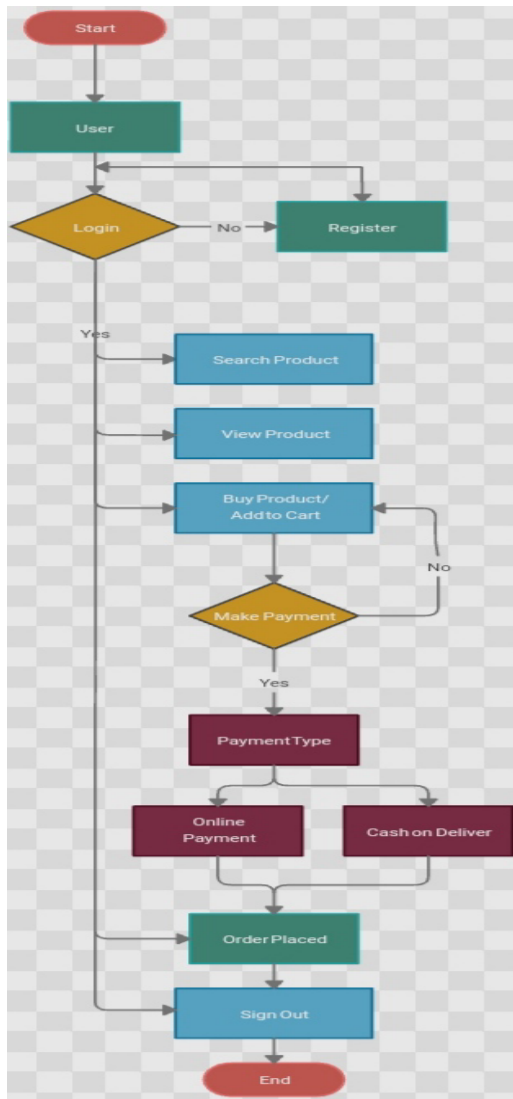 Start
User
Login
No
Register
Yes
Search Product
View Product
Buy Product/
Add to Cart
No
Make Payment
Yes
Payment Type
Online
Payment
Cash on Deliver
Order Placed
Sign Out
End